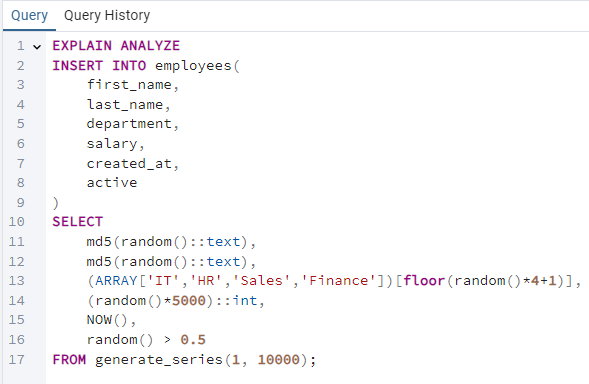 Query Query History
1 EXPLAIN ANALYZE
2 INSERT INTO employees(
3 first_name,
4 last_name,
5 department,
6 salary,
7 created_at,
8 active
9 )
10 SELECT
11 md5(random()::text),
12 md5(random()::text),
13 (ARRAY['IT','HR','Sales','Finance'])[floor(random()*4+1)],
14 (random()*5000)::int,
15 NOW(),
16 random() > 0.5
17 FROM generate_series(1, 10000);